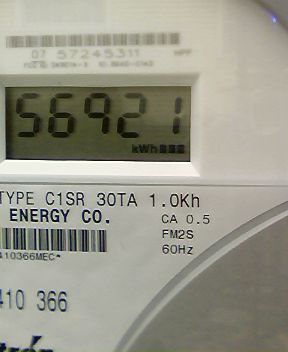 07 57245311
56921
kWh
TYPE C1SR 30TA 1.0Kh
ENERGY CO. CA 0.5
FM2S
410366MEC*
60Hz
410 366